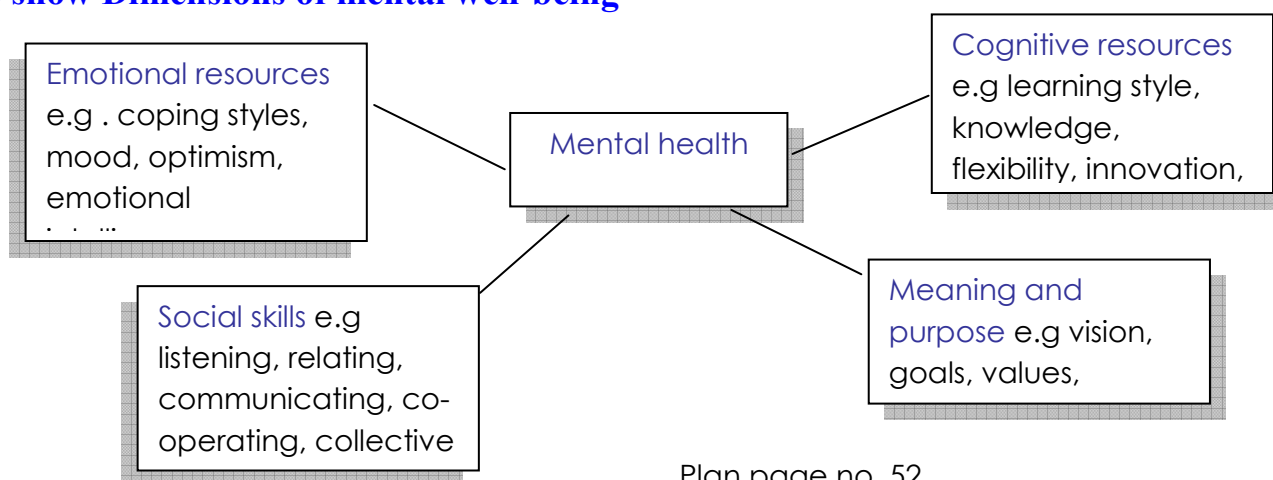 show Dimensions of mental well-being
Emotional resources
e.g . coping styles,
mood, optimism,
emotional
Mental health
Cognitive resources
e.g learning style,
knowledge,
flexibility, innovation,
Social skills e.g
listening, relating,
communicating, co-
operating, collective
Meaning and
purpose e.g vision,
goals, values,
Plan page no. 52